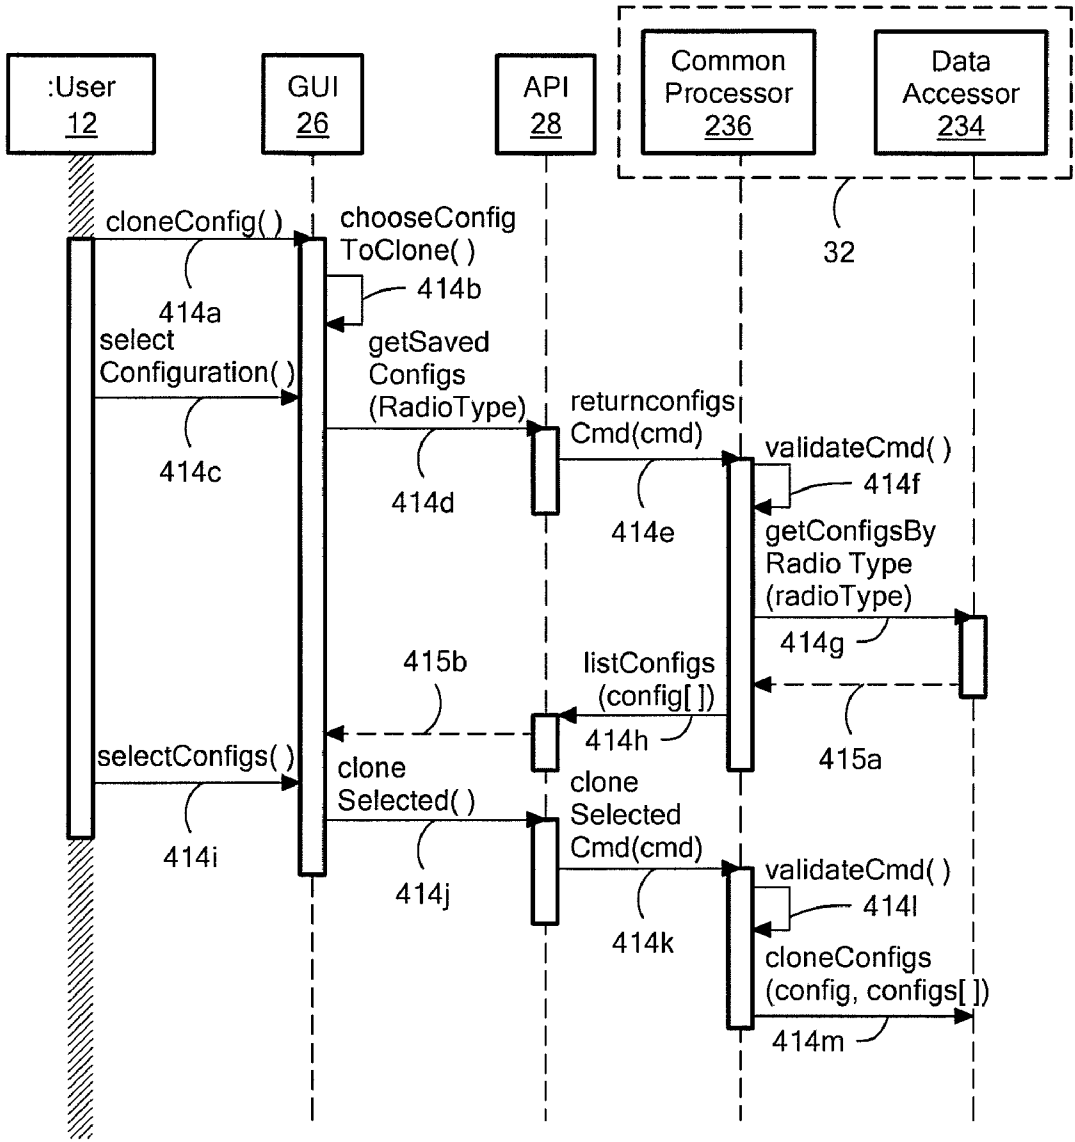 :User
12
GUI
26
API
28
Common
Processor
236
Data
Accessor
234
32
cloneConfig( )
414a
chooseConfig
ToClone( )
414b
select
Configuration( )
414c
getSaved
Configs
(RadioType)
414d
returnconfigs
Cmd(cmd)
414e
validateCmd( )
414f
getConfigsBy
Radio Type
(radioType)
414g
415a
listConfigs
(config[ ])
414h
415b
selectConfigs( )
414i
clone
Selected( )
414j
clone
Selected
Cmd(cmd)
414k
validateCmd( )
414l
cloneConfigs
(config, configs[ ])
414m